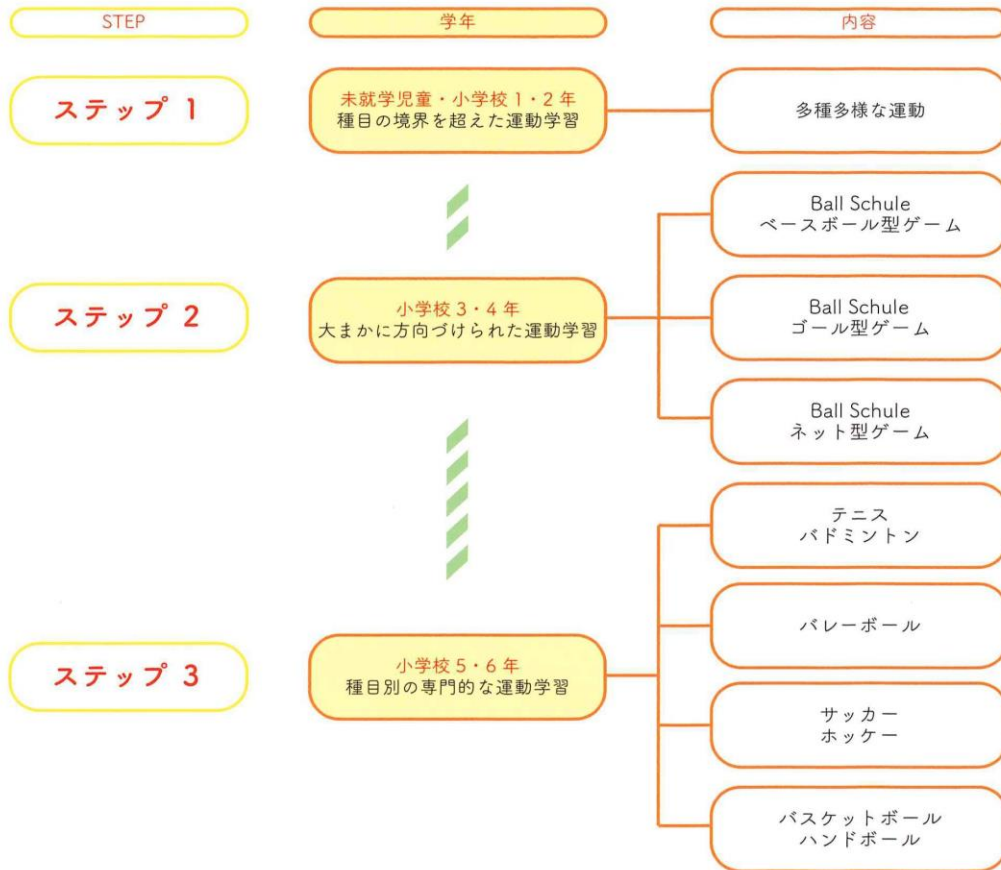 STEP
学年
内容
ステップ 1
未就学児童・小学校 1・2 年
種目の境界を超えた運動学習
多種多様な運動
ステップ 2
小学校 3・4 年
大まかに方向づけられた運動学習
Ball Schule
ベースボール型ゲーム
Ball Schule
ゴール型ゲーム
Ball Schule
ネット型ゲーム
ステップ 3
小学校 5・6 年
種目別の専門的な運動学習
テニス
バドミントン
バレーボール
サッカー
ホッケー
バスケットボール
ハンドボール